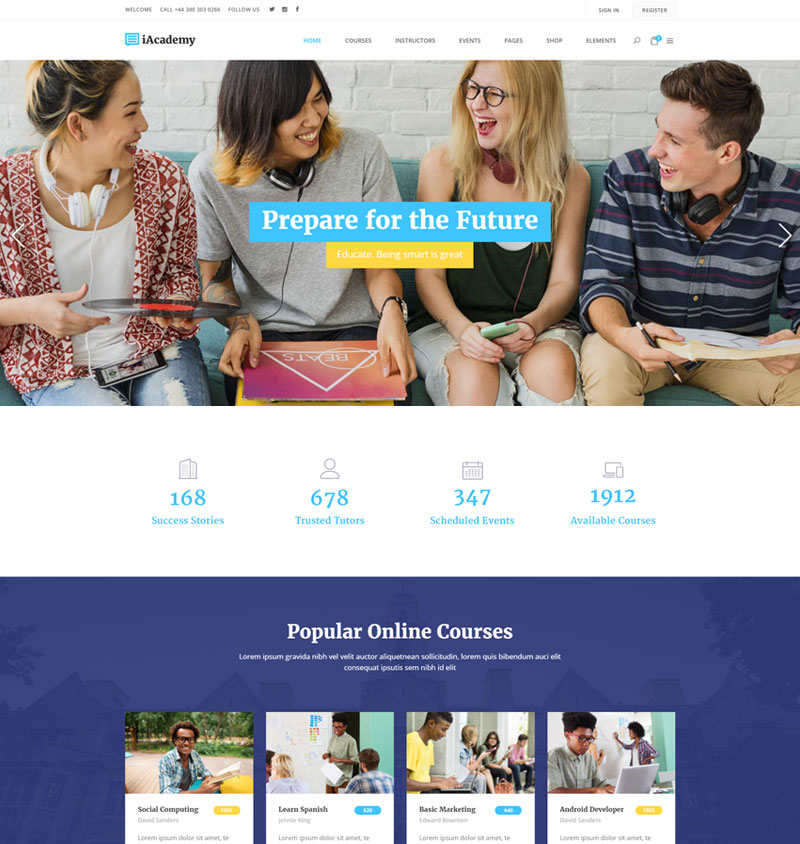 WELCOME CALL +44 300 303 0266 FOLLOW US
SIGN IN REGISTER
iAcademy
HOME COURSES INSTRUCTORS EVENTS PAGES SHOP ELEMENTS
Prepare for the Future
Educate. Being smart is great
BEATS
168 678 347 1912
Success Stories Trusted Tutors Scheduled Events Available Courses
Popular Online Courses
Lorem ipsum gravida nibh vel velit auctor aliquetnean sollicitudin, lorem quis bibendum auci elit
consequat ipsutis sem nibh id elit
Social Computing FREE Learn Spanish $20 Basic Marketing $40 Android Developer FREE
David Sanders Jennie King Edward Bowman David Sanders
Lorem ipsum dolor sit amet, te Lorem ipsum dolor sit amet, te Lorem ipsum dolor sit amet, te Lorem ipsum dolor sit amet, te